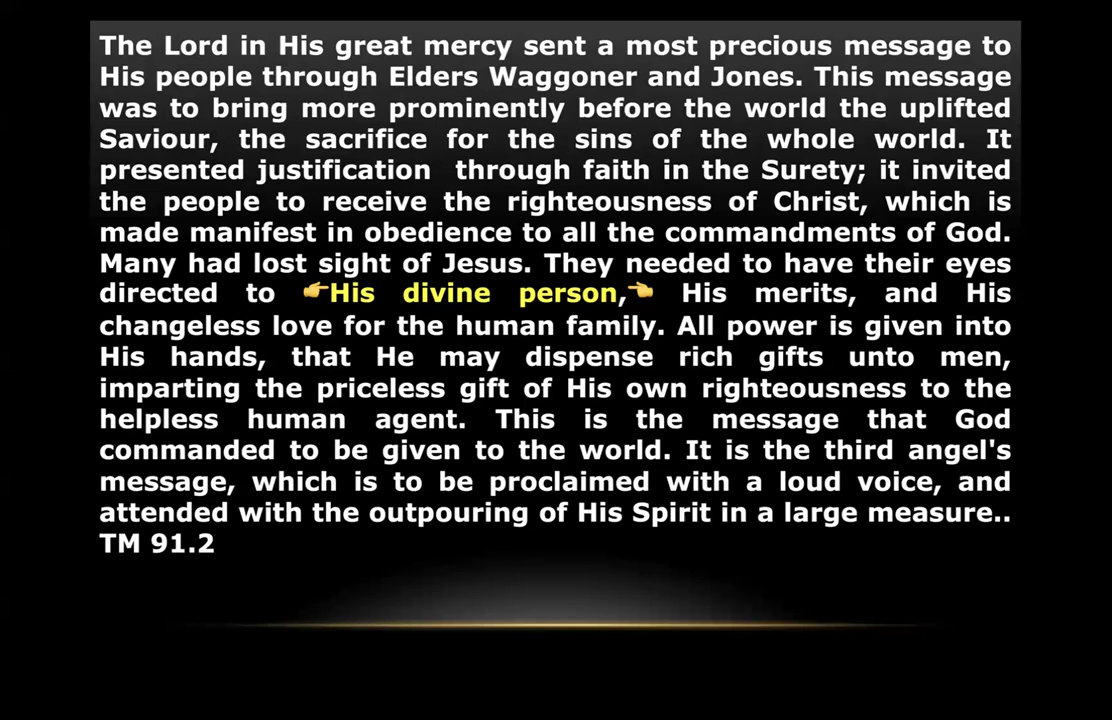 The Lord in His great mercy sent a most precious message to
His people through Elders Waggoner and Jones. This message
was to bring more prominently before the world the uplifted
Saviour, the sacrifice for the sins of the whole world. It
presented justification through faith in the Surety; it invited
the people to receive the righteousness of Christ, which is
made manifest in obedience to all the commandments of God.
Many had lost sight of Jesus. They needed to have their eyes
directed to 👉His divine person,👈 His merits, and His
changeless love for the human family. All power is given into
His hands, that He may dispense rich gifts unto men,
imparting the priceless gift of His own righteousness to the
helpless human agent. This is the message that God
commanded to be given to the world. It is the third angel's
message, which is to be proclaimed with a loud voice, and
attended with the outpouring of His Spirit in a large measure..
TM 91.2